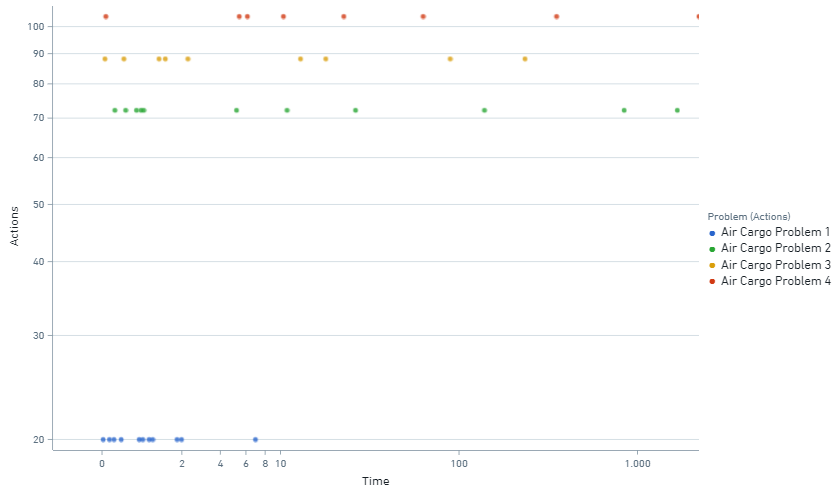 100
90
80
70
60
50
40
30
20
Actions
0
2
4
6
8
10
100
1.000
Time
Problem (Actions)
Air Cargo Problem 1
Air Cargo Problem 2
Air Cargo Problem 3
Air Cargo Problem 4